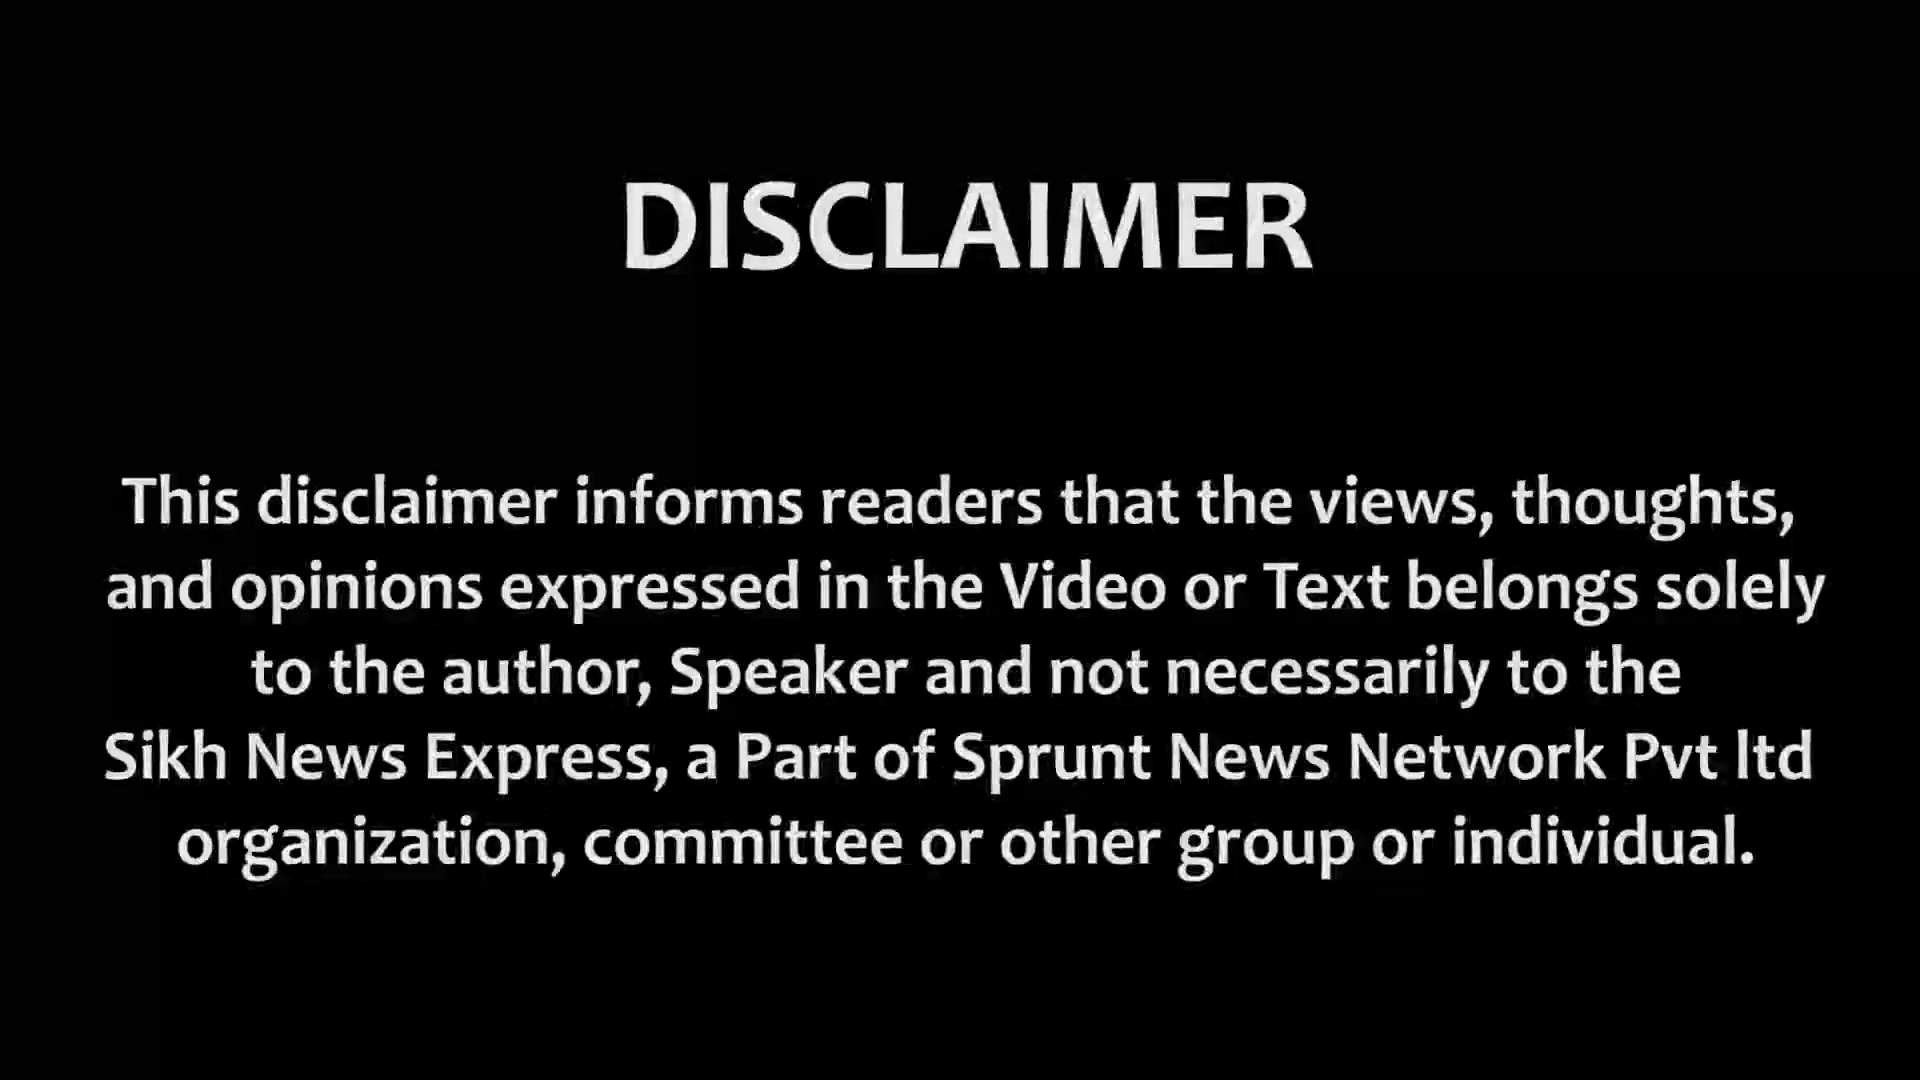 DISCLAIMER
This disclaimer informs readers that the views, thoughts,
and opinions expressed in the Video or Text belongs solely
to the author, Speaker and not necessarily to the
Sikh News Express, a Part of Sprunt News Network Pvt ltd
organization, committee or other group or individual.